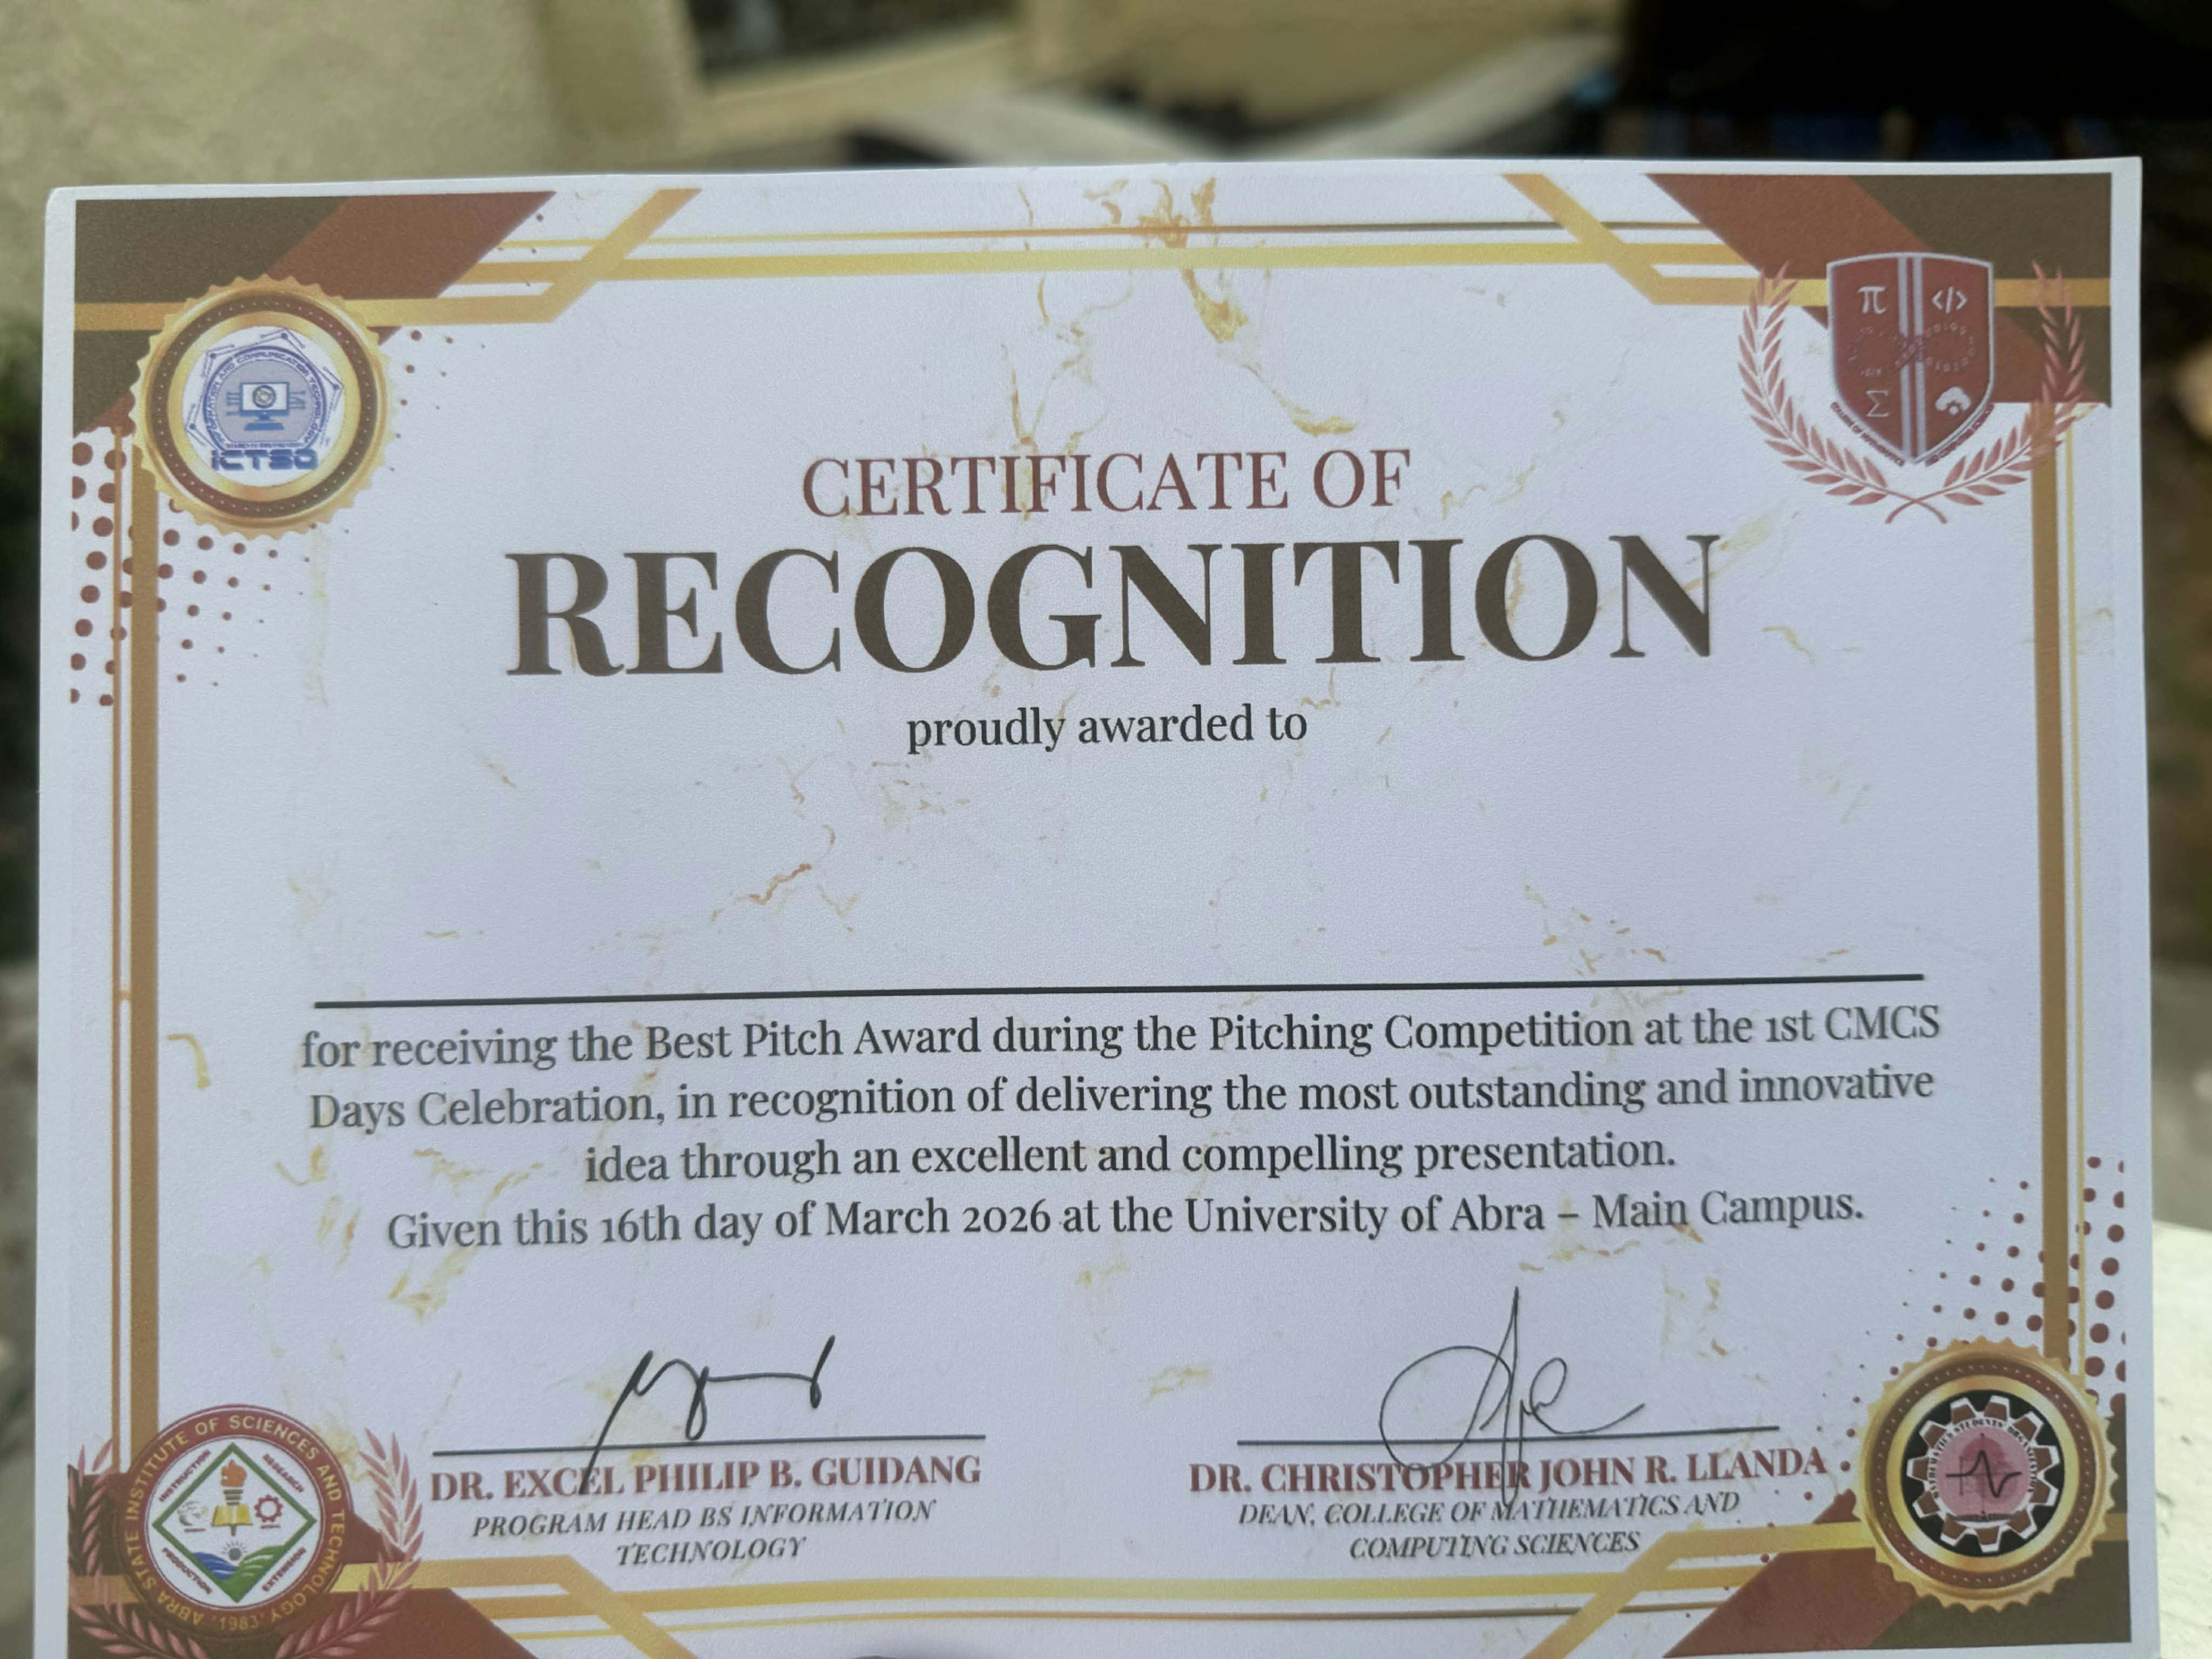 ICTSO
π </>
Σ
CERTIFICATE OF
RECOGNITION
proudly awarded to
for receiving the Best Pitch Award during the Pitching Competition at the 1st CMCS
Days Celebration, in recognition of delivering the most outstanding and innovative
idea through an excellent and compelling presentation.
Given this 16th day of March 2026 at the University of Abra – Main Campus.
DR. EXCEL PHILIP B. GUIDANG
PROGRAM HEAD BS INFORMATION
TECHNOLOGY
DR. CHRISTOPHER JOHN R. LLANDA
DEAN, COLLEGE OF MATHEMATICS AND
COMPUTING SCIENCES
ABRA STATE INSTITUTE OF SCIENCES AND TECHNOLOGY
INSTRUCTION
RESEARCH
PRODUCTION
EXTENSION
1983